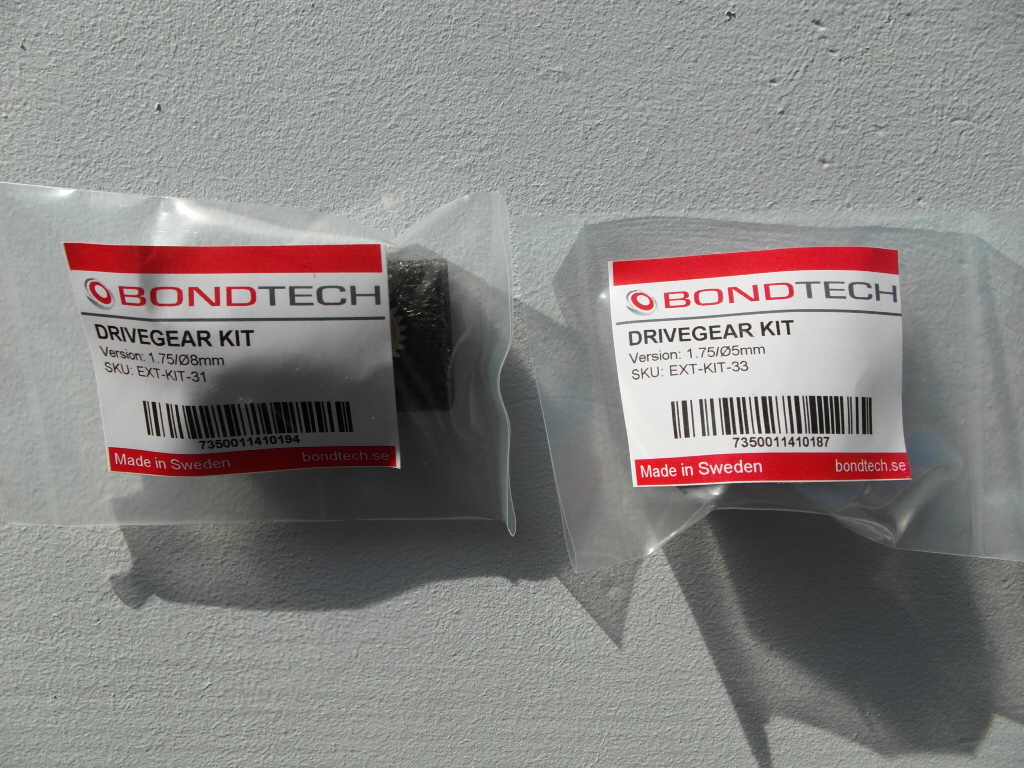 BONDTECH
DRIVEGEAR KIT
Version: 1.75/Ø8mm
SKU: EXT-KIT-31
7350011410194
Made in Sweden bondtech.se
BONDTECH
DRIVEGEAR KIT
Version: 1.75/Ø5mm
SKU: EXT-KIT-33
7350011410187
Made in Sweden bondtech.se